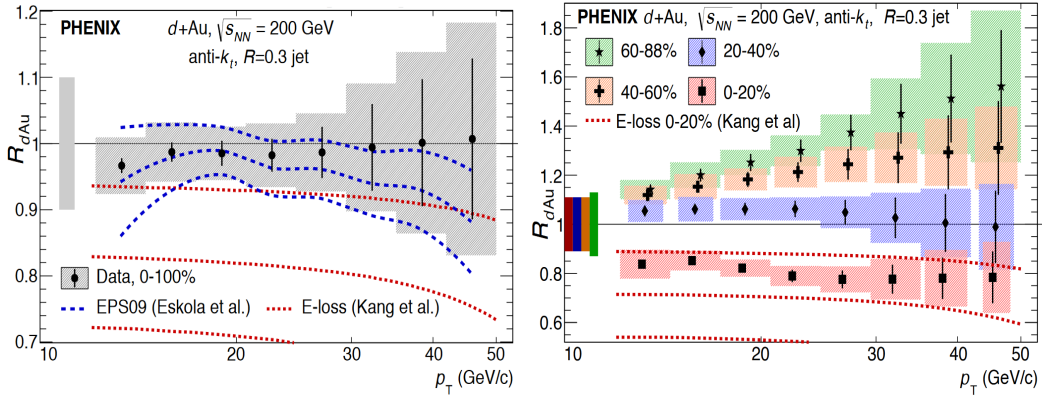 PHENIX
d+Au, √sNN = 200 GeV
anti-kt, R=0.3 jet
Data, 0-100%
EPS09 (Eskola et al.)
E-loss (Kang et al.)
RdAu
1.2
1.1
1
0.9
0.8
0.7
10
20
30
40
50
pT (GeV/c)
PHENIX d+Au, √sNN = 200 GeV, anti-kt, R=0.3 jet
60-88%
20-40%
40-60%
0-20%
E-loss 0-20% (Kang et al)
RdAu
1.8
1.6
1.4
1.2
1
0.8
0.6
10
20
30
40
50
pT (GeV/c)